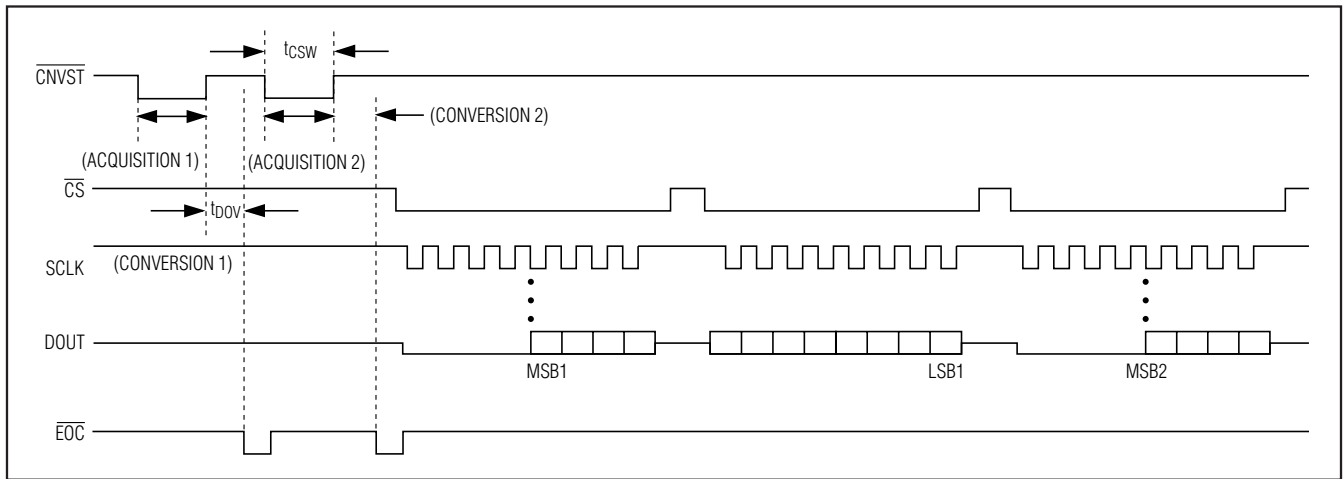 tCSW
CNVST
(CONVERSION 2)
(ACQUISITION 1)
(ACQUISITION 2)
CS
tDOV
(CONVERSION 1)
SCLK
DOUT
MSB1
LSB1
MSB2
EOC